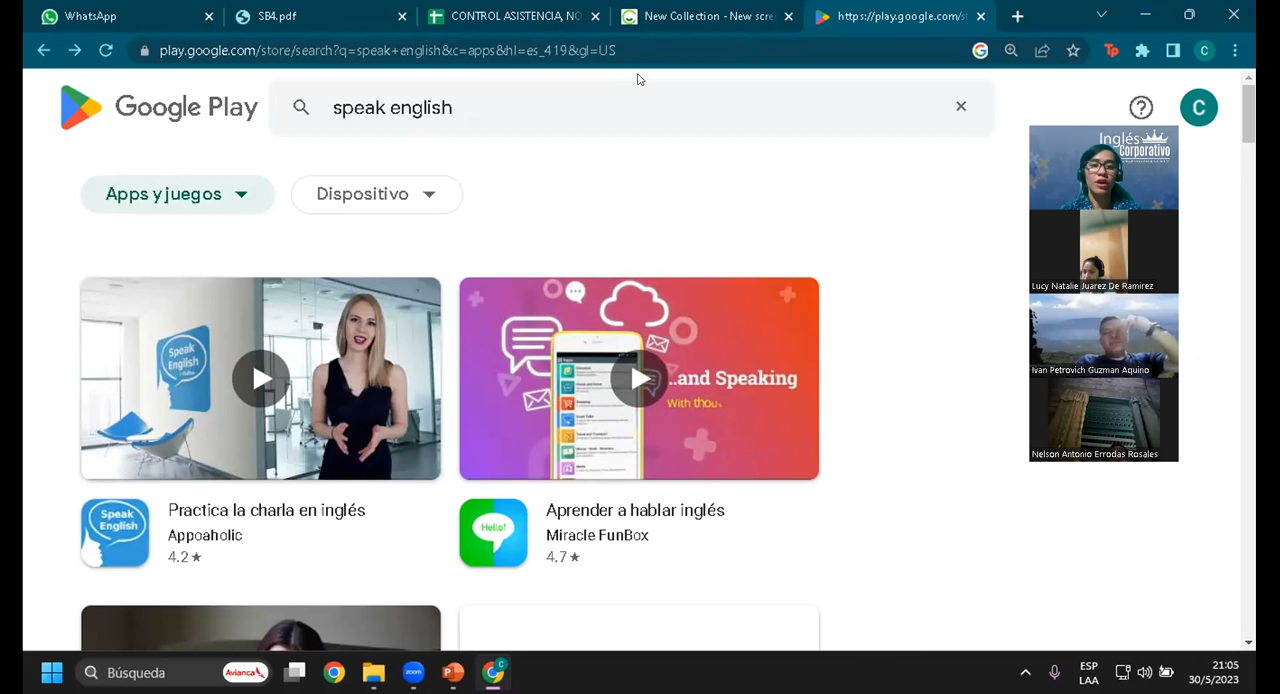 WhatsApp
SB4.pdf
CONTROL ASISTENCIA, NO
New Collection - New scre
https://play.google.com/st
play.google.com/store/search?q=speak+english&c=apps&hl=es_419&gl=US
Google Play
speak english
C
C
Apps y juegos
Dispositivo
Inglés
Corporativo
Lucy Natalie Juarez De Ramirez
Ivan Petrovich Guzman Aquino
Nelson Antonio Errodas Rosales
Speak
English
...and Speaking
With thou
Speak
English
Practica la charla en inglés
Appoaholic
4.2★
Hello!
Aprender a hablar inglés
Miracle FunBox
4.7★
Búsqueda
Avianca
zoom
ESP
LAA
21:05
30/5/2023